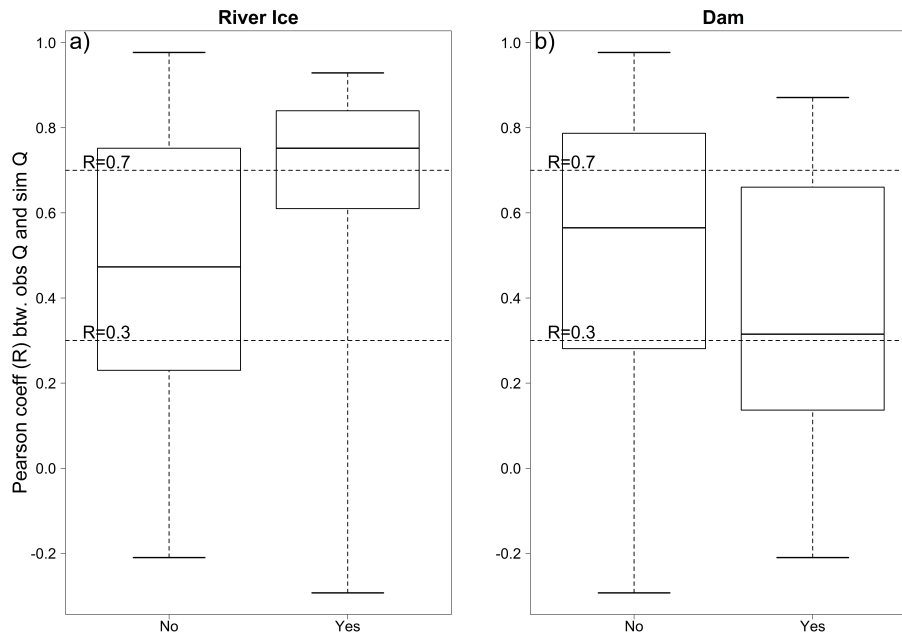 River Ice
Dam
a)
b)
Pearson coeff (R) btw. obs Q and sim Q
1.0
0.8
0.6
0.4
0.2
0.0
-0.2
R=0.7
R=0.3
No
Yes
1.0
0.8
0.6
0.4
0.2
0.0
-0.2
R=0.7
R=0.3
No
Yes